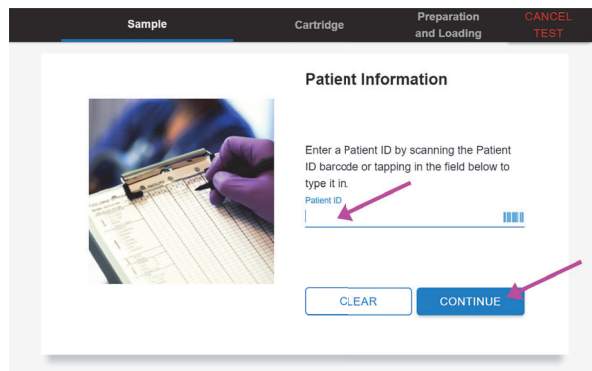 Sample
Cartridge
Preparation
and Loading
CANCEL
TEST
Patient Information
Enter a Patient ID by scanning the Patient
ID barcode or tapping in the field below to
type it in.
Patient ID
CLEAR
CONTINUE